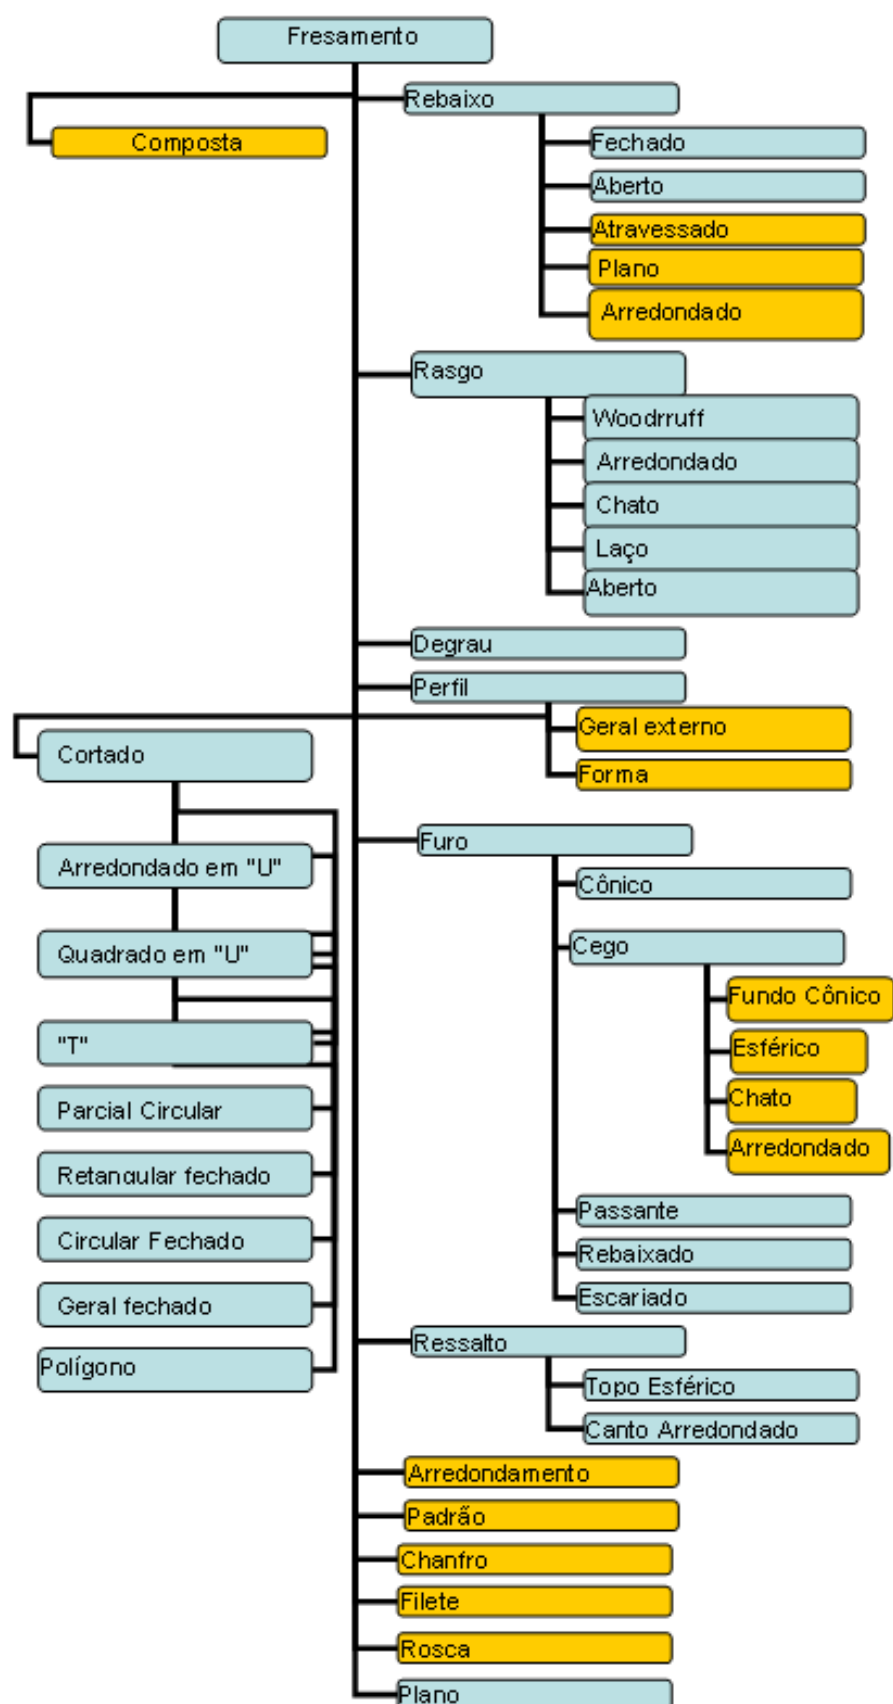 Fresamento
Composta
Rebaixo
Fechado
Aberto
Atravessado
Plano
Arredondado
Rasgo
Woodrruff
Arredondado
Chato
Laço
Aberto
Degrau
Perfil
Geral externo
Forma
Cortado
Arredondado em "U"
Quadrado em "U"
"T"
Parcial Circular
Retangular fechado
Circular Fechado
Geral fechado
Polígono
Furo
Cônico
Cego
Fundo Cônico
Esférico
Chato
Arredondado
Passante
Rebaixado
Escariado
Ressalto
Topo Esférico
Canto Arredondado
Arredondamento
Padrão
Chanfro
Filete
Rosca
Plano